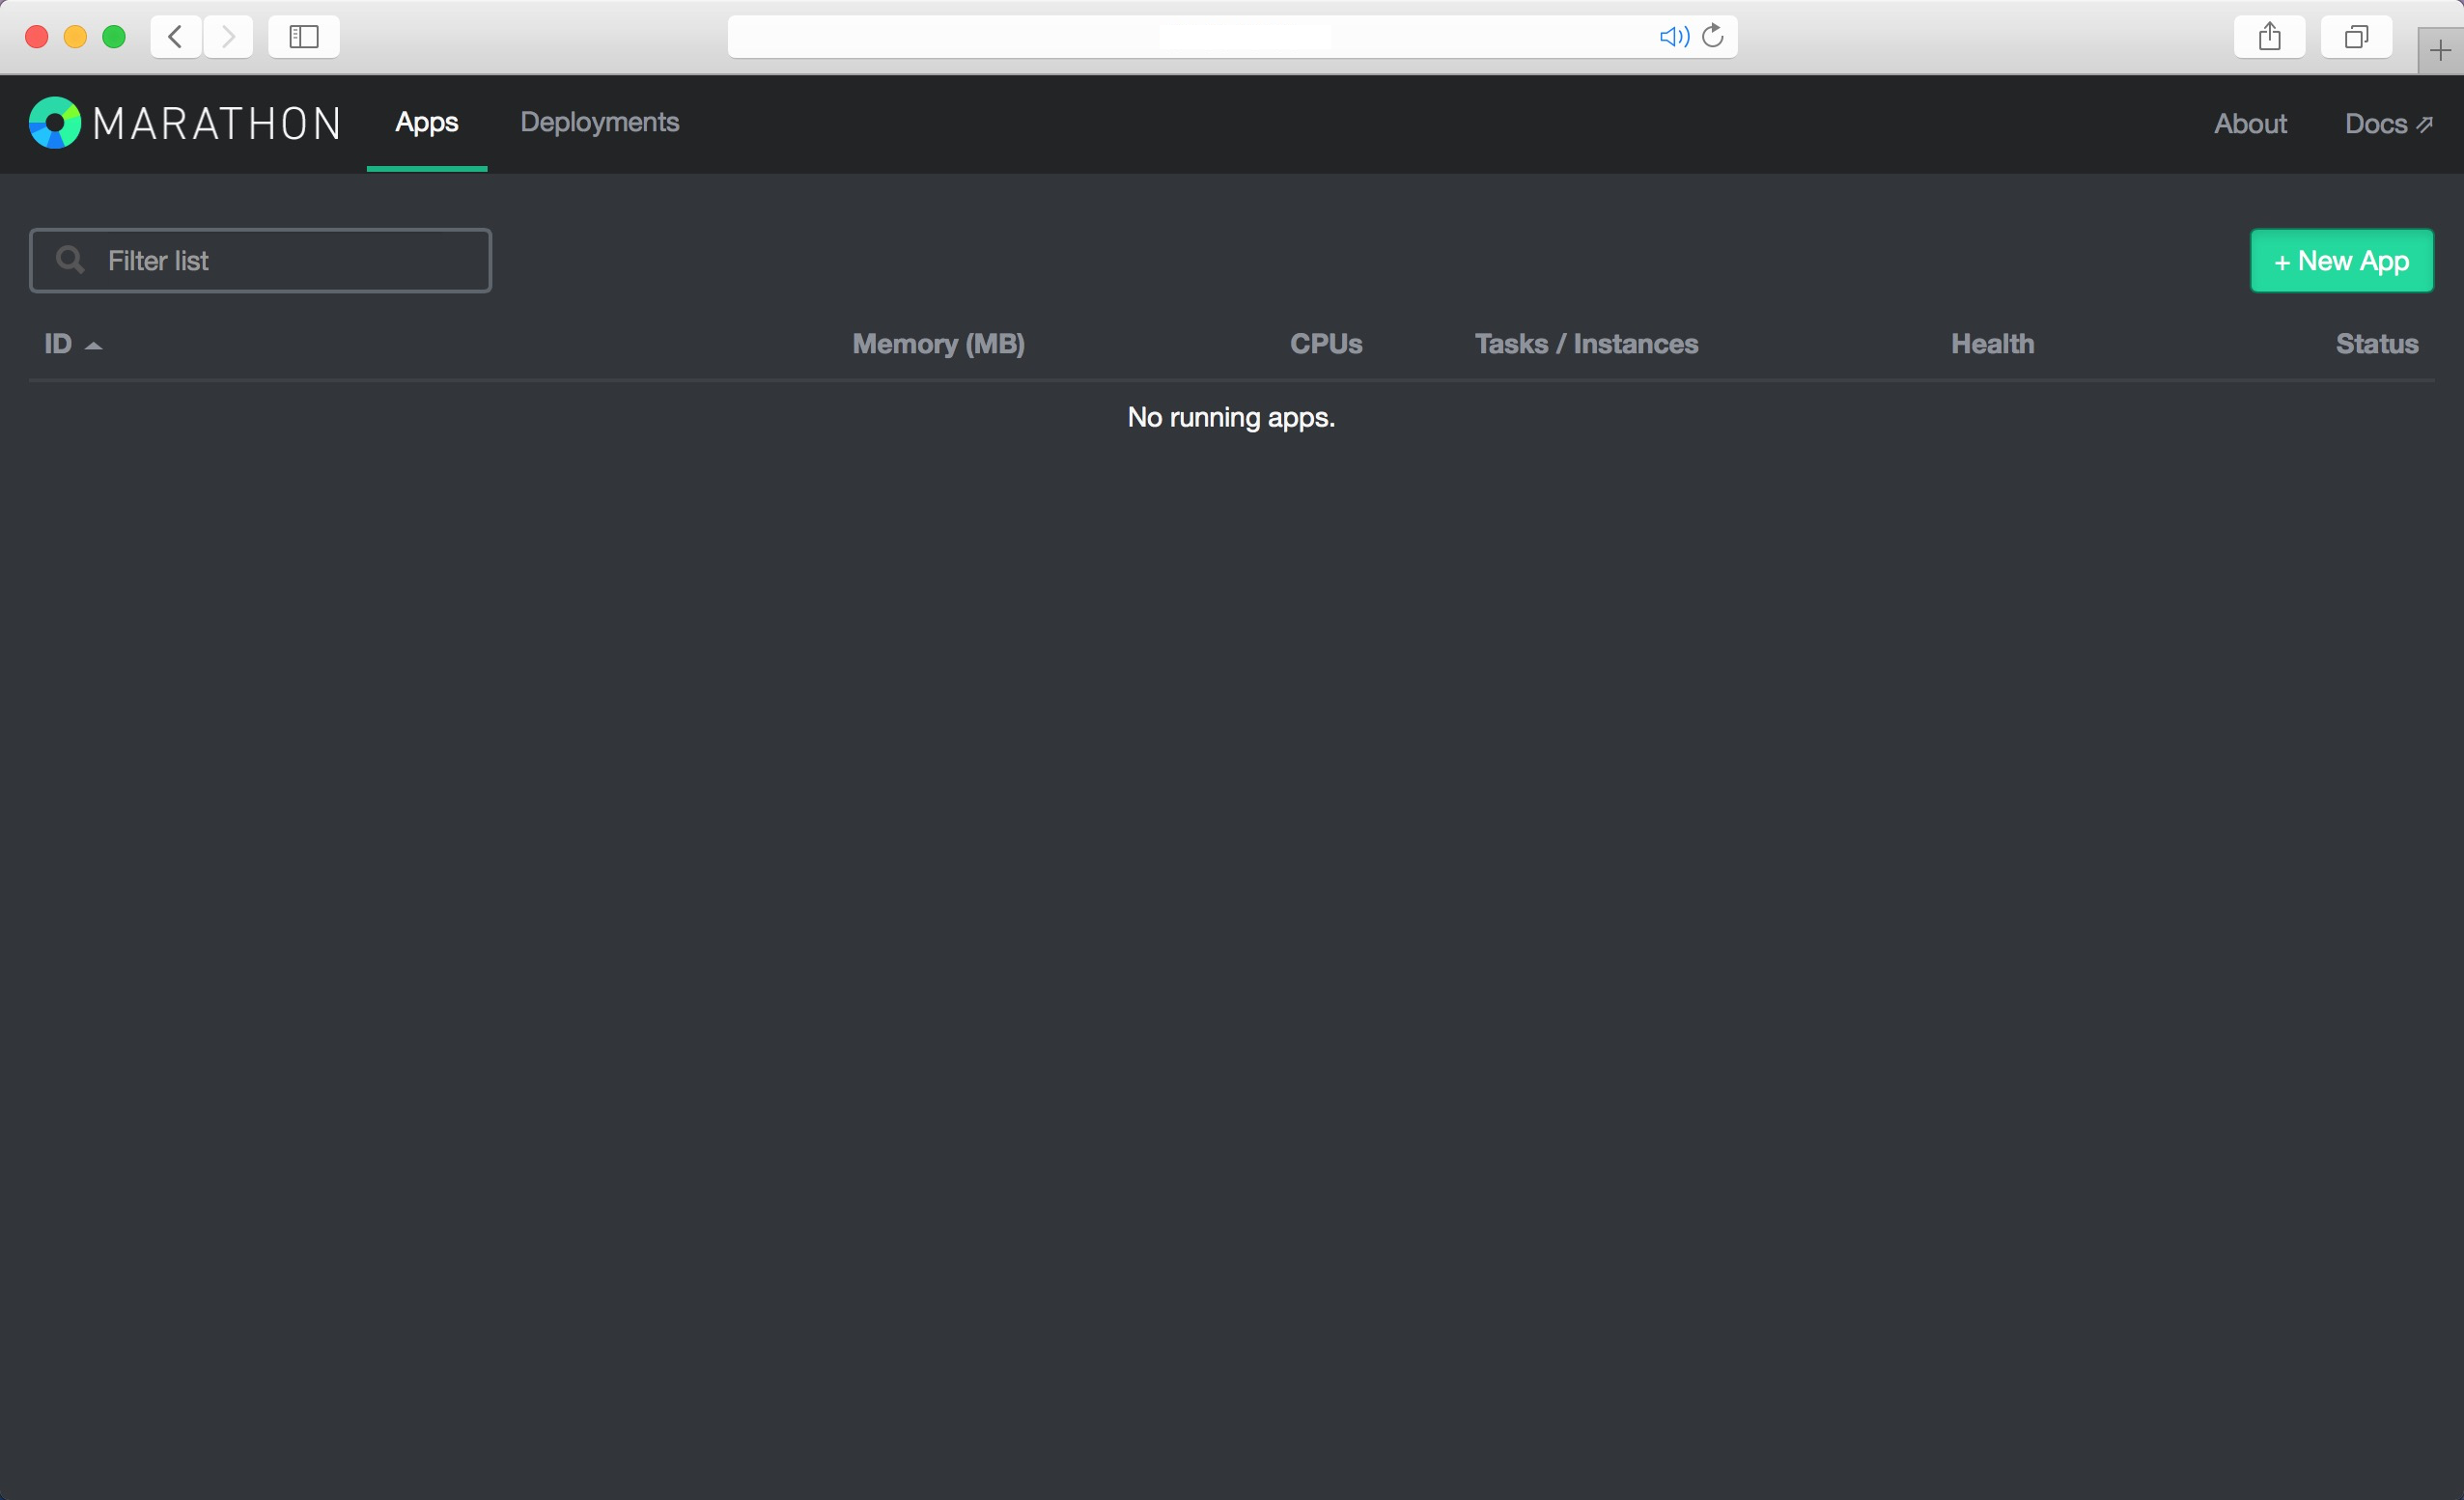 MARATHON Apps Deployments About Docs
Filter list + New App
ID Memory (MB) CPUs Tasks / Instances Health Status
No running apps.